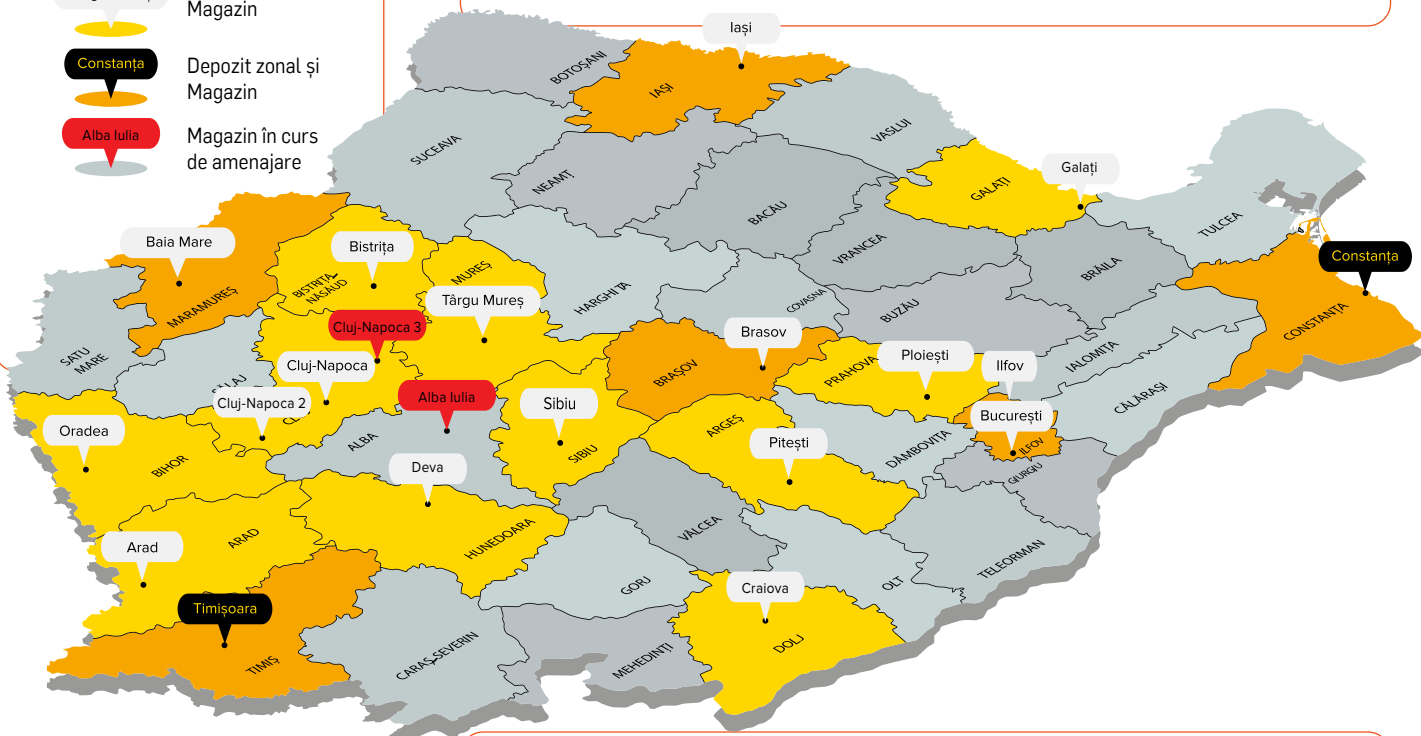 Magazin
Constanța
Depozit zonal și
Magazin
Alba Iulia
Magazin în curs
de amenajare
Iași
BOTOȘANI
IAȘI
SUCEAVA
VASLUI
NEAMȚ
Galați
GALAȚI
BACĂU
TULCEA
Baia Mare
Bistrița
VRANCEA
MUREȘ
BRĂILA
Constanța
BISTRIȚA
NĂSĂUD
MARAMUREȘ
HARGHITA
COVASNA
Târgu Mureș
BUZĂU
CONSTANȚA
Cluj-Napoca 3
Brasov
SATU
MARE
IALOMIȚA
Cluj-Napoca
BRAȘOV
PRAHOVA
Ploiești
Ilfov
Alba Iulia
CĂLĂRAȘI
Cluj-Napoca 2
Sibiu
București
Oradea
ALBA
ARGEȘ
Pitești
DÂMBOVIȚA
ILFOV
BIHOR
Deva
SIBIU
GIURGIU
ARAD
HUNEDOARA
VÂLCEA
Arad
TELEORMAN
GORJ
OLT
Craiova
Timișoara
TIMIȘ
CARAȘ-SEVERIN
MEHEDINȚI
DOLJ